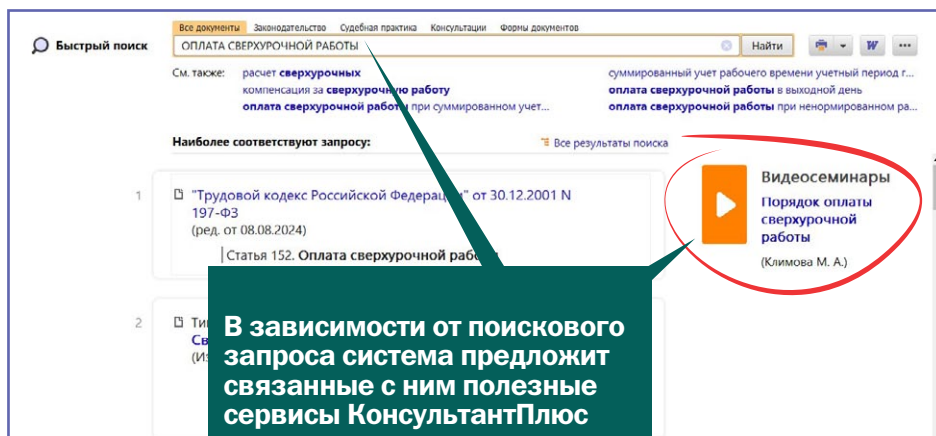 Все документы Законодательство Судебная практика Консультации Формы документов
Быстрый поиск
ОПЛАТА СВЕРХУРОЧНОЙ РАБОТЫ
Найти
W
См. также:
расчет сверхурочных
компенсация за сверхурочную работу
оплата сверхурочной работы при суммированном учет...
суммированный учет рабочего времени учетный период г...
оплата сверхурочной работы в выходной день
оплата сверхурочной работы при ненормированном ра...
Наиболее соответствуют запросу:
Все результаты поиска
1
"Трудовой кодекс Российской Федерации" от 30.12.2001 N
197-ФЗ
(ред. от 08.08.2024)
Статья 152. Оплата сверхурочной
2
Видеосеминары
Порядок оплаты
сверхурочной
работы
(Климова М. А.)
В зависимости от поискового
запроса система предложит
связанные с ним полезные
сервисы КонсультантПлюс